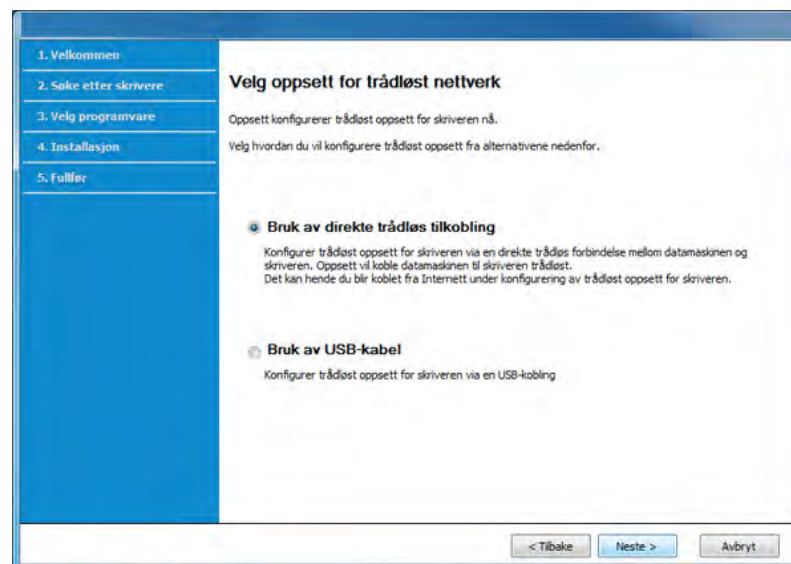 1. Velkommen
2. Søke etter skrivere
3. Velg programvare
4. Installasjon
5. Fullfør
Velg oppsett for trådløst nettverk
Oppsett konfigurerer trådløst oppsett for skriveren nå.
Velg hvordan du vil konfigurere trådløst oppsett fra alternativene nedenfor.
Bruk av direkte trådløs tilkobling
Konfigurer trådløst oppsett for skriveren via en direkte trådløs forbindelse mellom datamaskinen og
skriveren. Oppsett vil koble datamaskinen til skriveren trådløst.
Det kan hende du blir koblet fra Internett under konfigurering av trådløst oppsett for skriveren.
Bruk av USB-kabel
Konfigurer trådløst oppsett for skriveren via en USB-kobling
< Tilbake
Neste >
Avbryt